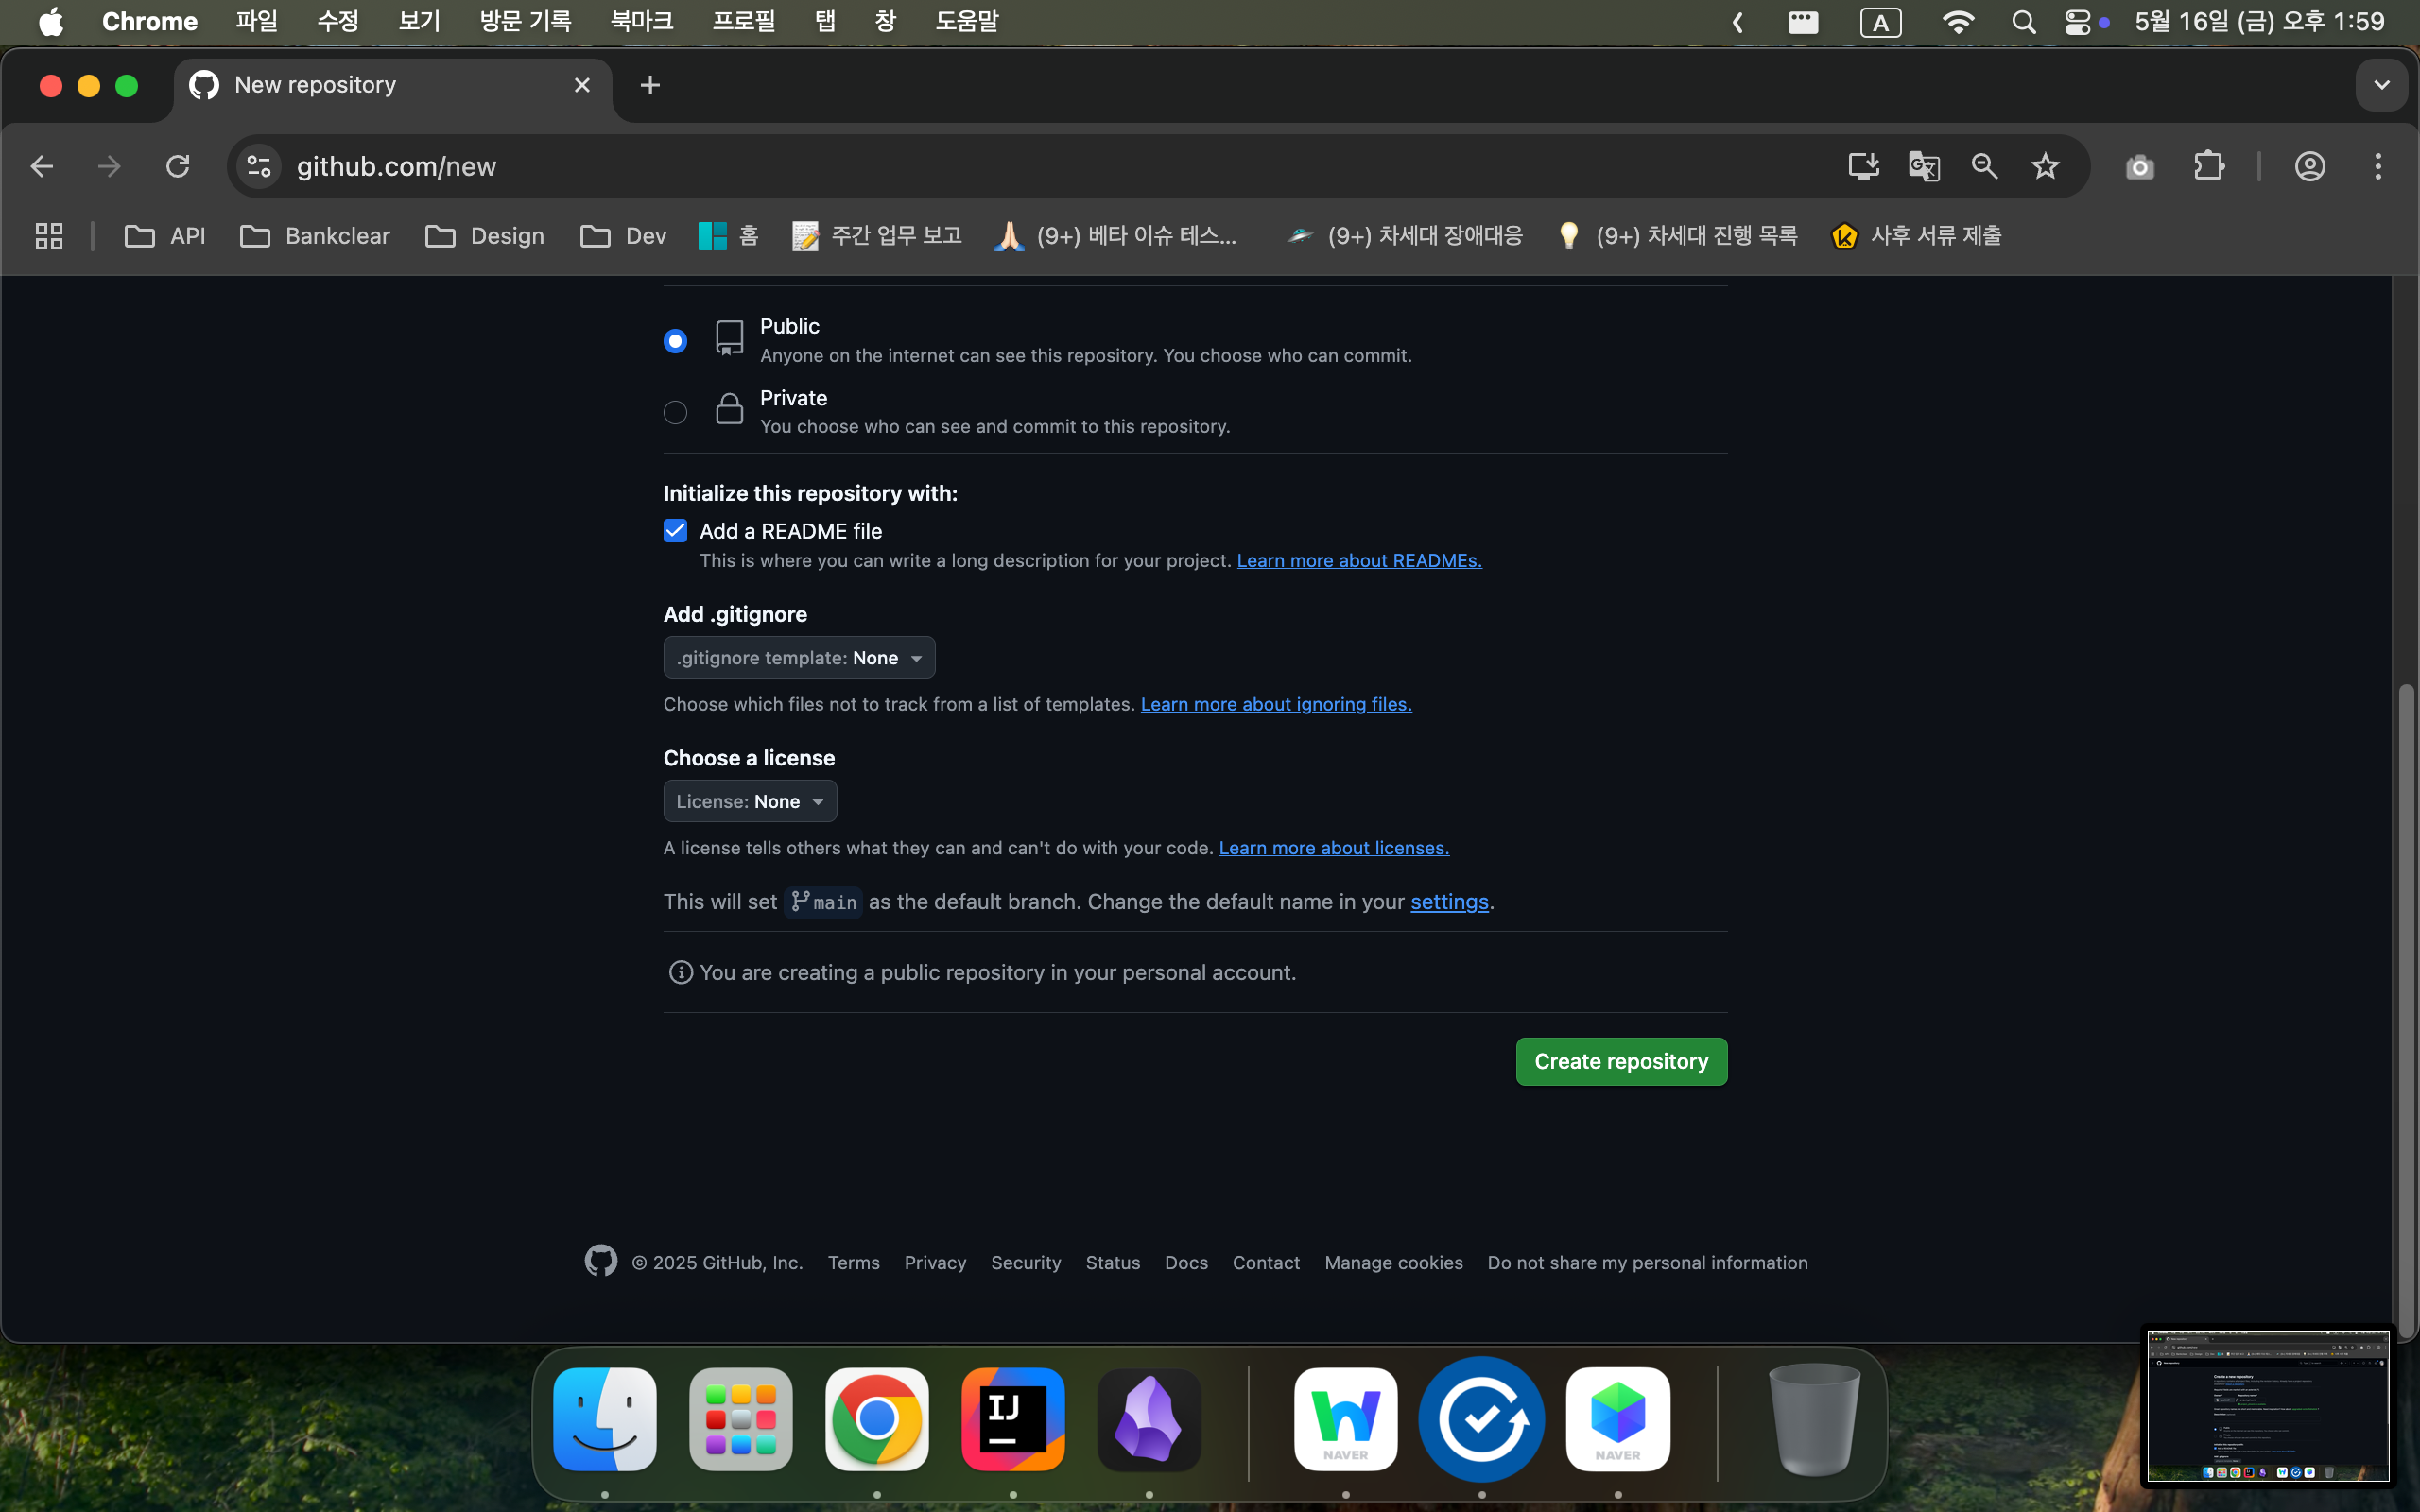 Chrome 파일 수정 보기 방문 기록 북마크 프로필 탭 창 도움말 A 5월 16일 (금) 오후 1:59
New repository
github.com/new
API Bankclear Design Dev 홈 주간 업무 보고 (9+) 베타 이슈 테스... (9+) 차세대 장애대응 (9+) 차세대 진행 목록 사후 서류 제출
Public
Anyone on the internet can see this repository. You choose who can commit.
Private
You choose who can see and commit to this repository.
Initialize this repository with:
Add a README file
This is where you can write a long description for your project. Learn more about READMEs.
Add .gitignore
.gitignore template: None
Choose which files not to track from a list of templates. Learn more about ignoring files.
Choose a license
License: None
A license tells others what they can and can't do with your code. Learn more about licenses.
This will set main as the default branch. Change the default name in your settings.
You are creating a public repository in your personal account.
Create repository
© 2025 GitHub, Inc. Terms Privacy Security Status Docs Contact Manage cookies Do not share my personal information
IJ
NAVER NAVER